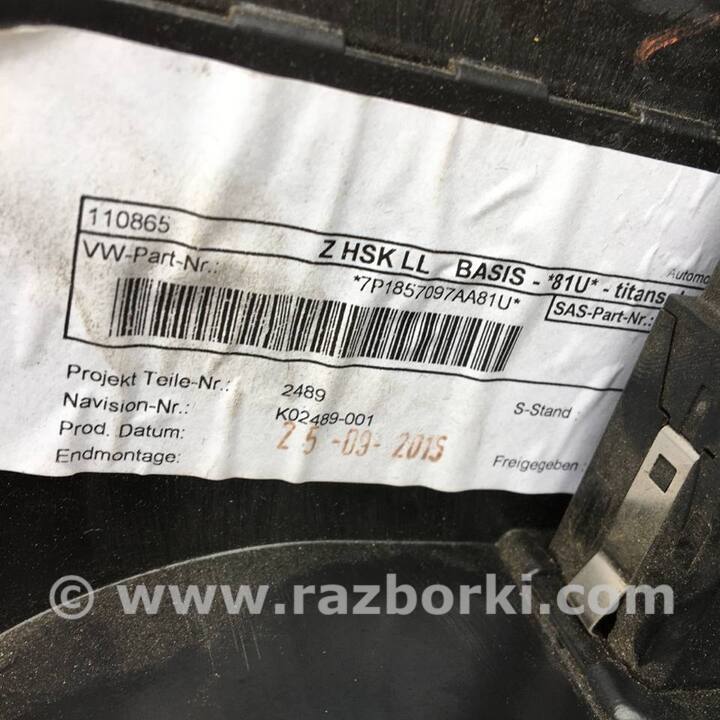 110865
Z HSK LL BASIS - *81U* - titans
Automo
VW-Part-Nr.:
*7P1857097AA81U*
SAS-Part-Nr.:
Projekt Teile-Nr.: 2489
Navision-Nr.: K02489-001
S-Stand :
Prod. Datum: 25 -09- 2015
Endmontage:
Freigegeben :
© www.razborki.com